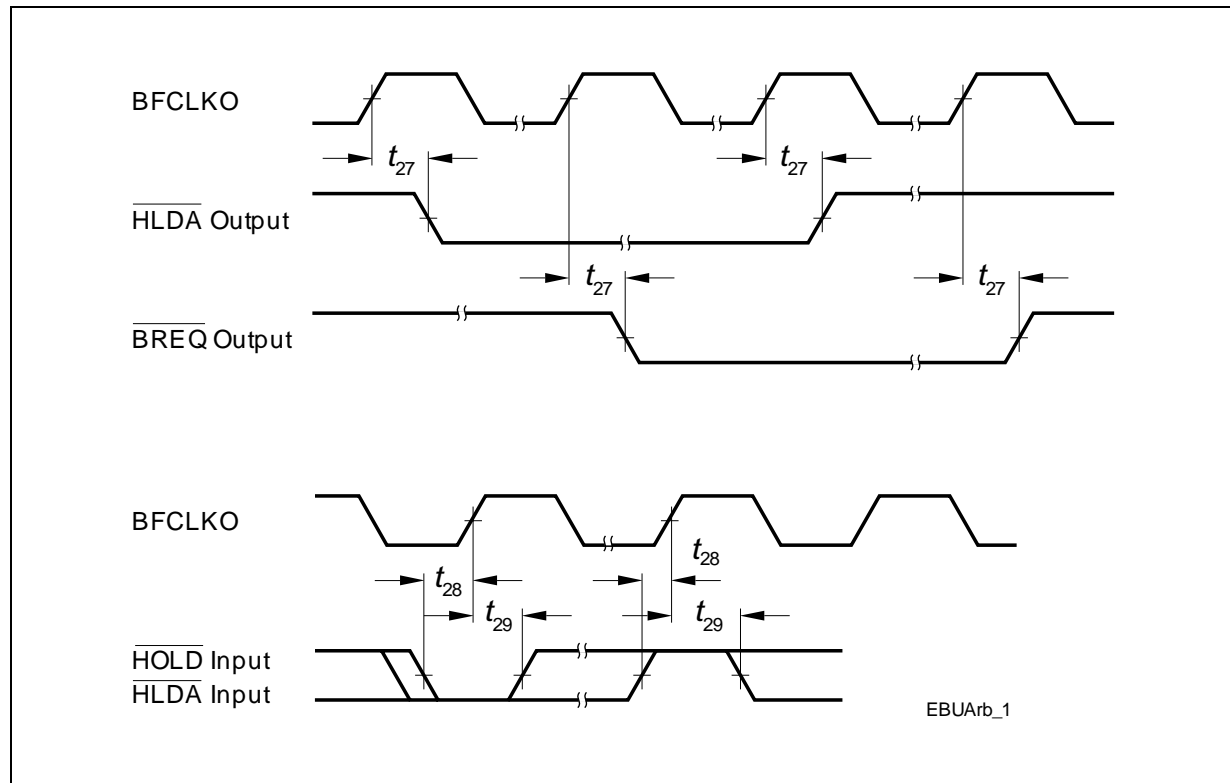 BFCLKO
t27 t27
HLDA Output
t27 t27
BREQ Output
BFCLKO
t28
t28
t29 t29
HOLD Input
HLDA Input
EBUArb_1